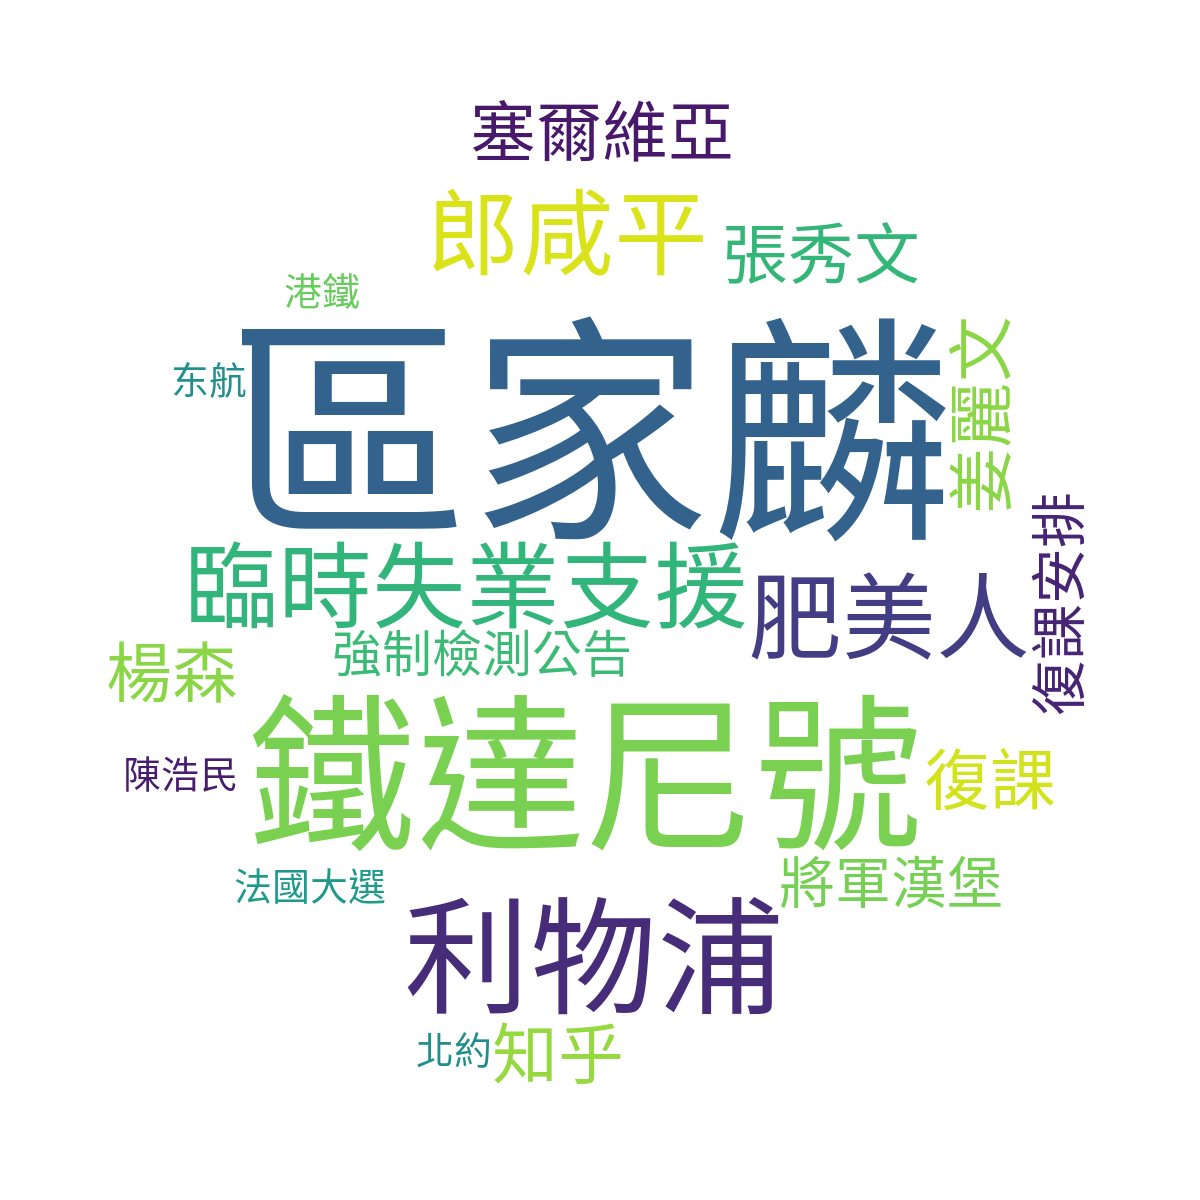 塞爾維亞
郎咸平
張秀文
港鐵
東航
區家麟
姜麗文
臨時失業支援
肥美人
復課安排
強制檢測公告
楊森
鐵達尼號
陳浩民
復課
法國大選
將軍漢堡
利物浦
北約
知乎